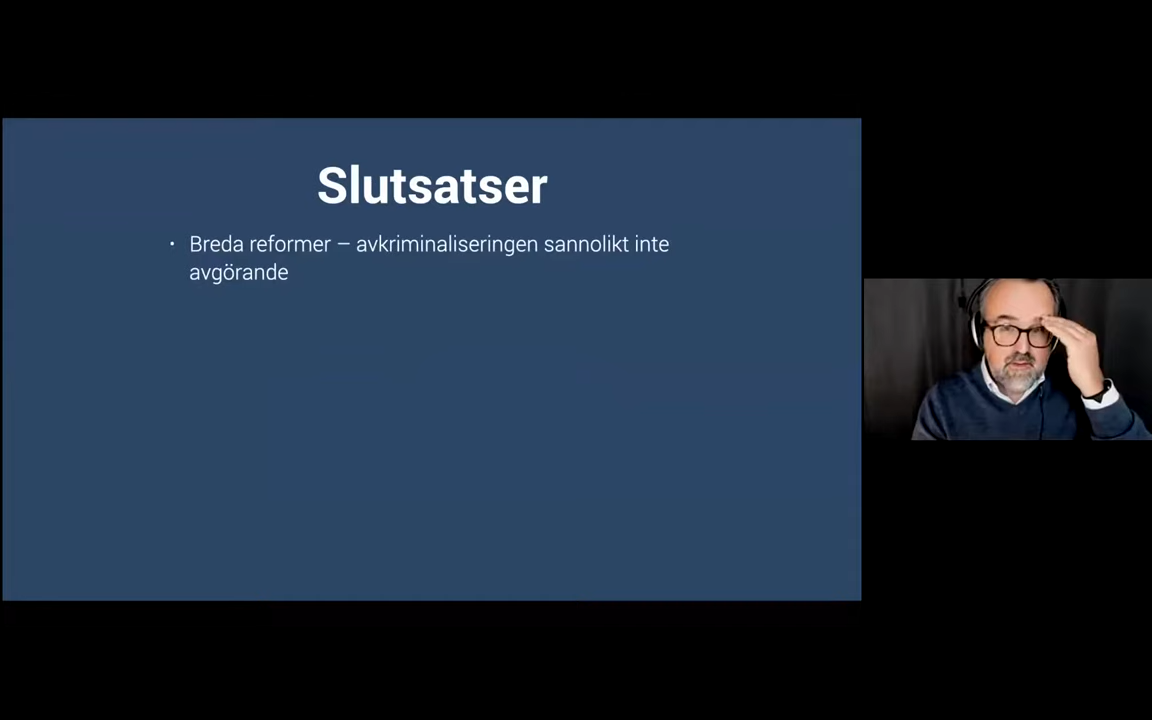 Slutsatser
· Breda reformer – avkriminaliseringen sannolikt inte
avgörande